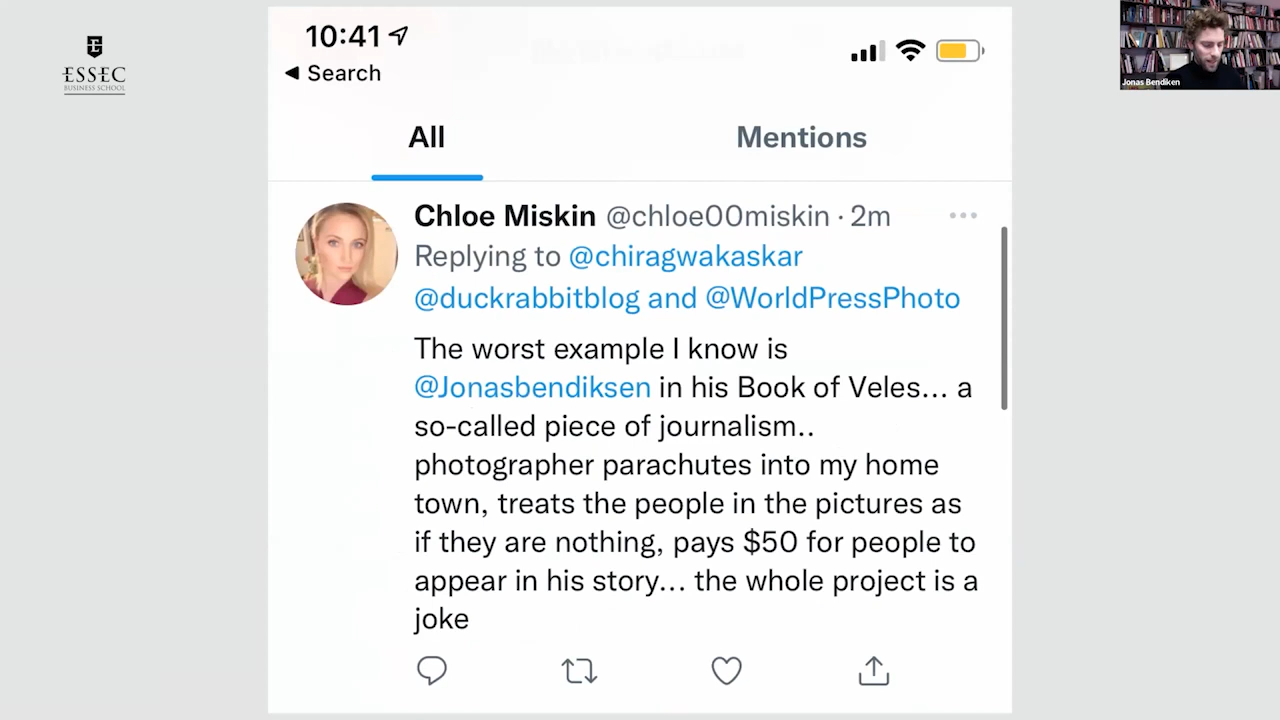 ESSEC
BUSINESS SCHOOL
10:41
◀ Search
All
Mentions
Chloe Miskin @chloe00miskin · 2m
Replying to @chiragwakaskar
@duckrabbitblog and @WorldPressPhoto
The worst example I know is
@Jonasbendiksen in his Book of Veles... a
so-called piece of journalism..
photographer parachutes into my home
town, treats the people in the pictures as
if they are nothing, pays $50 for people to
appear in his story... the whole project is a
joke
Jonas Bendiken